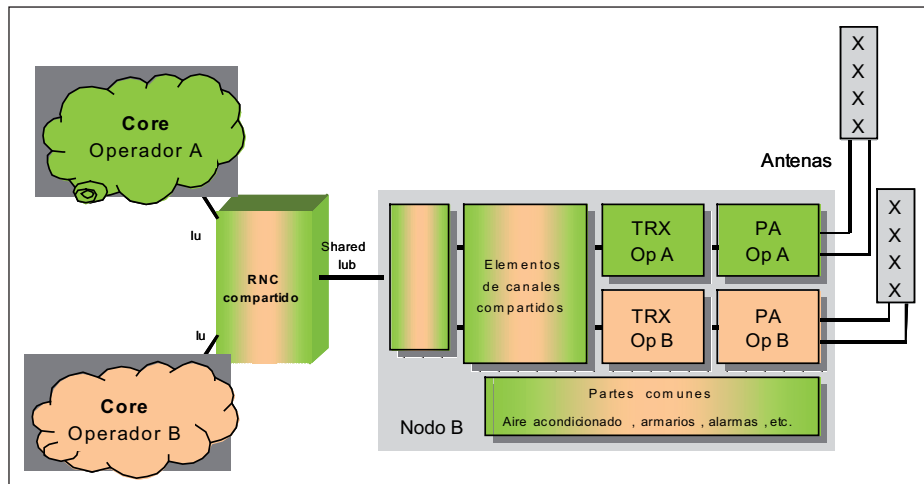 Core
Operador A
Iu
RNC
compartido
Iu
Core
Operador B
Shared
Iub
Elementos
de canales
compartidos
TRX
Op A
PA
Op A
TRX
Op B
PA
Op B
Partes comunes
Aire acondicionado , armarios , alarmas , etc.
Nodo B
Antenas
X
X
X
X
X
X
X
X